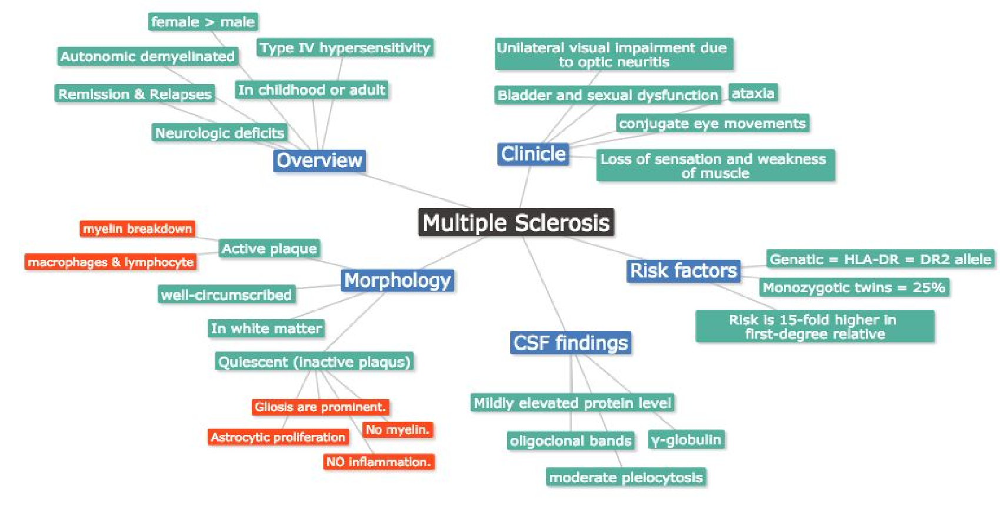 female > male
Type IV hypersensitivity
Autonomic demyelinated
In childhood or adult
Remission & Relapses
Neurologic deficits
Overview
Unilateral visual impairment due
to optic neuritis
Bladder and sexual dysfunction
ataxia
conjugate eye movements
Clinicle
Loss of sensation and weakness
of muscle
Multiple Sclerosis
myelin breakdown
Active plaque
macrophages & lymphocyte
Morphology
well-circumscribed
In white matter
Quiescent (inactive plaqus)
Gliosis are prominent.
No myelin.
Astrocytic proliferation
NO inflammation.
Risk factors
Genatic = HLA-DR = DR2 allele
Monozygotic twins = 25%
Risk is 15-fold higher in
first-degree relative
CSF findings
Mildly elevated protein level
oligoclonal bands
γ-globulin
moderate pleiocytosis